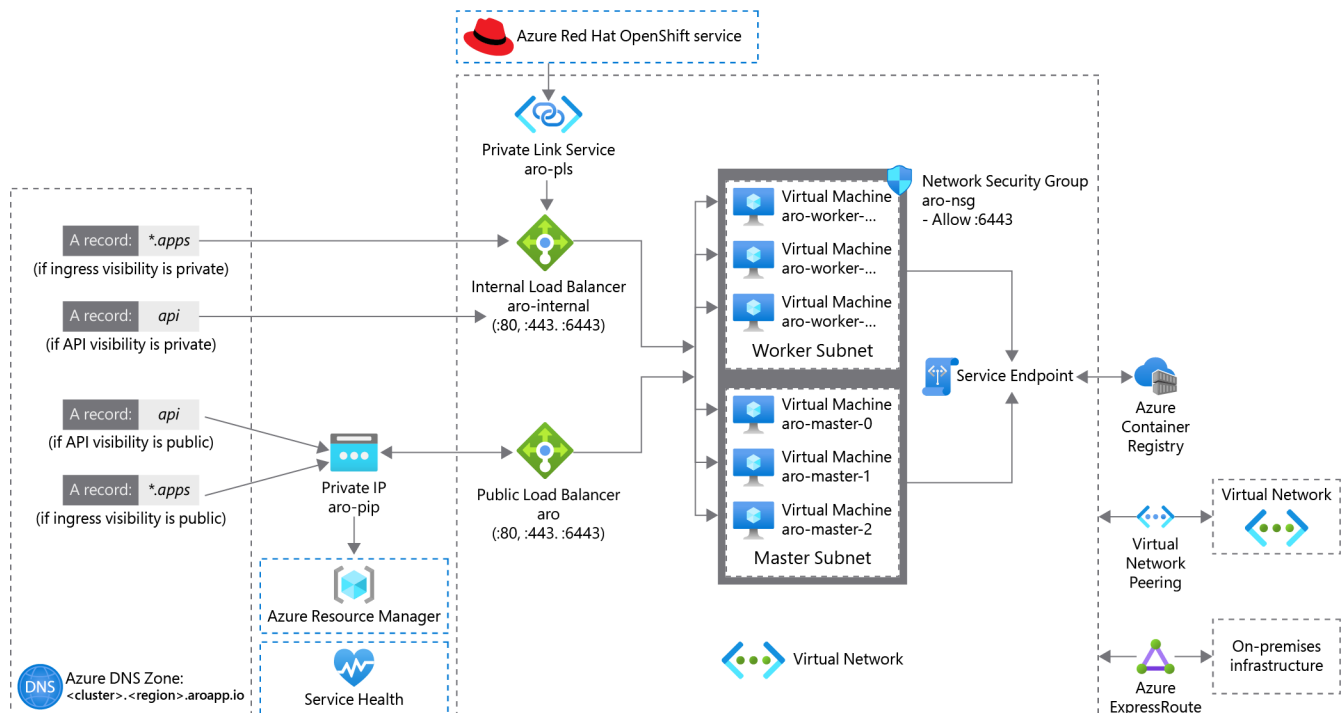 Azure Red Hat OpenShift service
Private Link Service
aro-pls
A record: *.apps
(if ingress visibility is private)
A record: api
(if API visibility is private)
A record: api
(if API visibility is public)
A record: *.apps
(if ingress visibility is public)
Internal Load Balancer
aro-internal
(:80, :443. :6443)
Private IP
aro-pip
Public Load Balancer
aro
(:80, :443. :6443)
Azure Resource Manager
Service Health
DNS
Azure DNS Zone:
<cluster>.<region>.aroapp.io
Virtual Machine
aro-worker-...
Virtual Machine
aro-worker-...
Virtual Machine
aro-worker-...
Worker Subnet
Virtual Machine
aro-master-0
Virtual Machine
aro-master-1
Virtual Machine
aro-master-2
Master Subnet
Network Security Group
aro-nsg
- Allow :6443
Service Endpoint
Azure
Container
Registry
Virtual
Network
Peering
Virtual Network
Azure
ExpressRoute
On-premises
infrastructure
Virtual Network